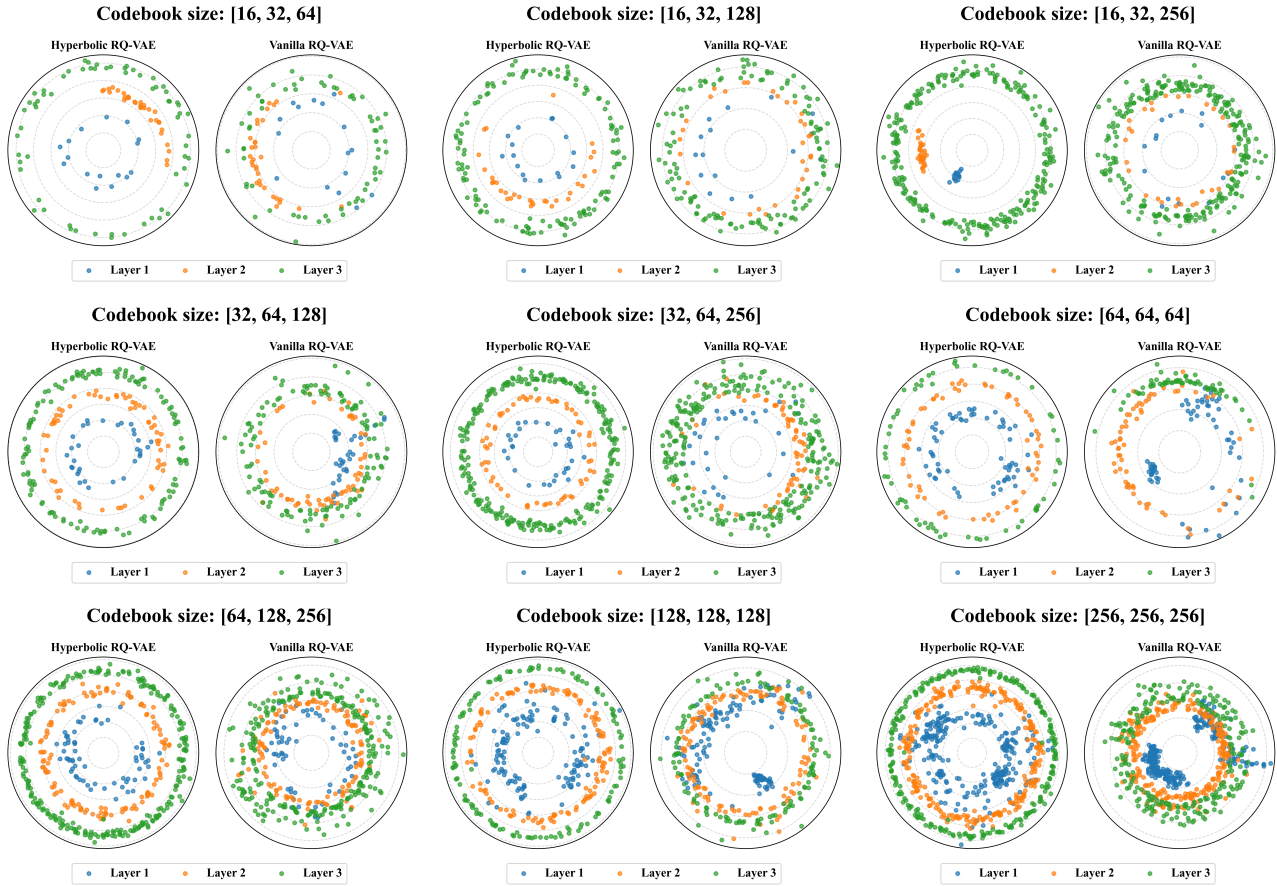 Codebook size: [16, 32, 64]
Hyperbolic RQ-VAE
Vanilla RQ-VAE
Layer 1
Layer 2
Layer 3
Codebook size: [16, 32, 128]
Hyperbolic RQ-VAE
Vanilla RQ-VAE
Layer 1
Layer 2
Layer 3
Codebook size: [16, 32, 256]
Hyperbolic RQ-VAE
Vanilla RQ-VAE
Layer 1
Layer 2
Layer 3
Codebook size: [32, 64, 128]
Hyperbolic RQ-VAE
Vanilla RQ-VAE
Layer 1
Layer 2
Layer 3
Codebook size: [32, 64, 256]
Hyperbolic RQ-VAE
Vanilla RQ-VAE
Layer 1
Layer 2
Layer 3
Codebook size: [64, 64, 64]
Hyperbolic RQ-VAE
Vanilla RQ-VAE
Layer 1
Layer 2
Layer 3
Codebook size: [64, 128, 256]
Hyperbolic RQ-VAE
Vanilla RQ-VAE
Layer 1
Layer 2
Layer 3
Codebook size: [128, 128, 128]
Hyperbolic RQ-VAE
Vanilla RQ-VAE
Layer 1
Layer 2
Layer 3
Codebook size: [256, 256, 256]
Hyperbolic RQ-VAE
Vanilla RQ-VAE
Layer 1
Layer 2
Layer 3